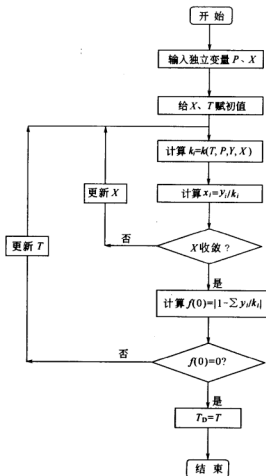 开始
输入独立变量 P、X
给 X、T 赋初值
计算 kᵢ=k(T, P,Y, X)
更新 X
计算 xᵢ=yᵢ/kᵢ
更新 T
否
X 收敛?
是
计算 f(0)=|1-∑ yᵢ/kᵢ|
否
f(0)=0?
是
T_D=T
结束